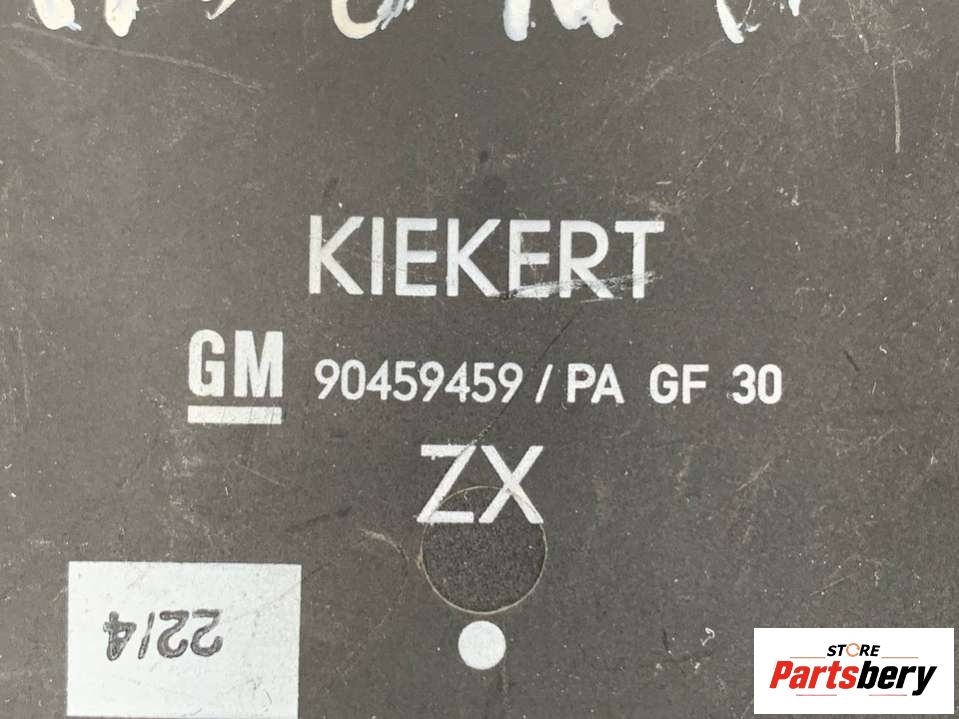 KIEKERT
GM 90459459 / PA GF 30
ZX
22/4
STORE
Partsbery